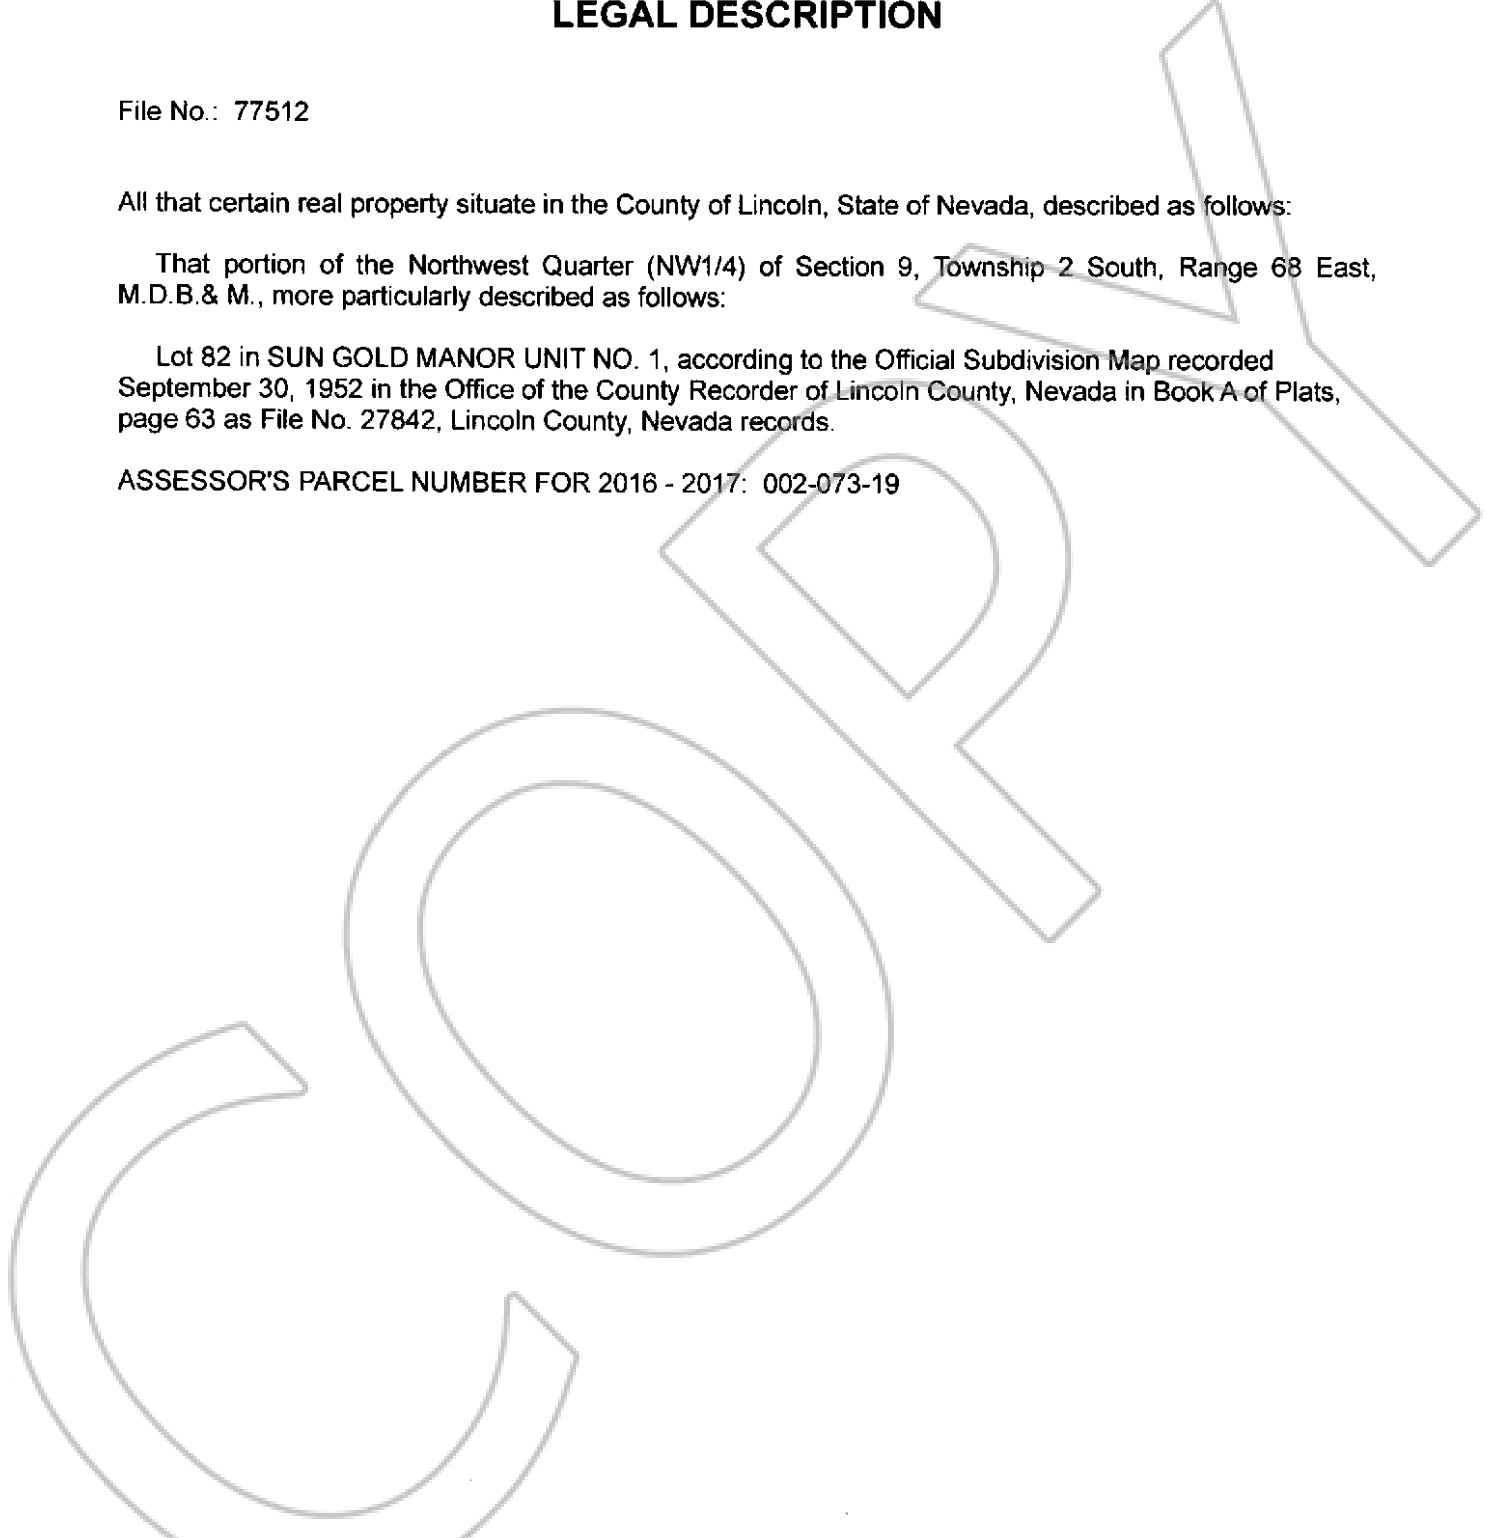 LEGAL DESCRIPTION
File No.: 77512
All that certain real property situate in the County of Lincoln, State of Nevada, described as follows:
That portion of the Northwest Quarter (NW1/4) of Section 9, Township 2 South, Range 68 East,
M.D.B.& M., more particularly described as follows:
Lot 82 in SUN GOLD MANOR UNIT NO. 1, according to the Official Subdivision Map recorded
September 30, 1952 in the Office of the County Recorder of Lincoln County, Nevada in Book A of Plats,
page 63 as File No. 27842, Lincoln County, Nevada records.
ASSESSOR'S PARCEL NUMBER FOR 2016 - 2017: 002-073-19
COPY